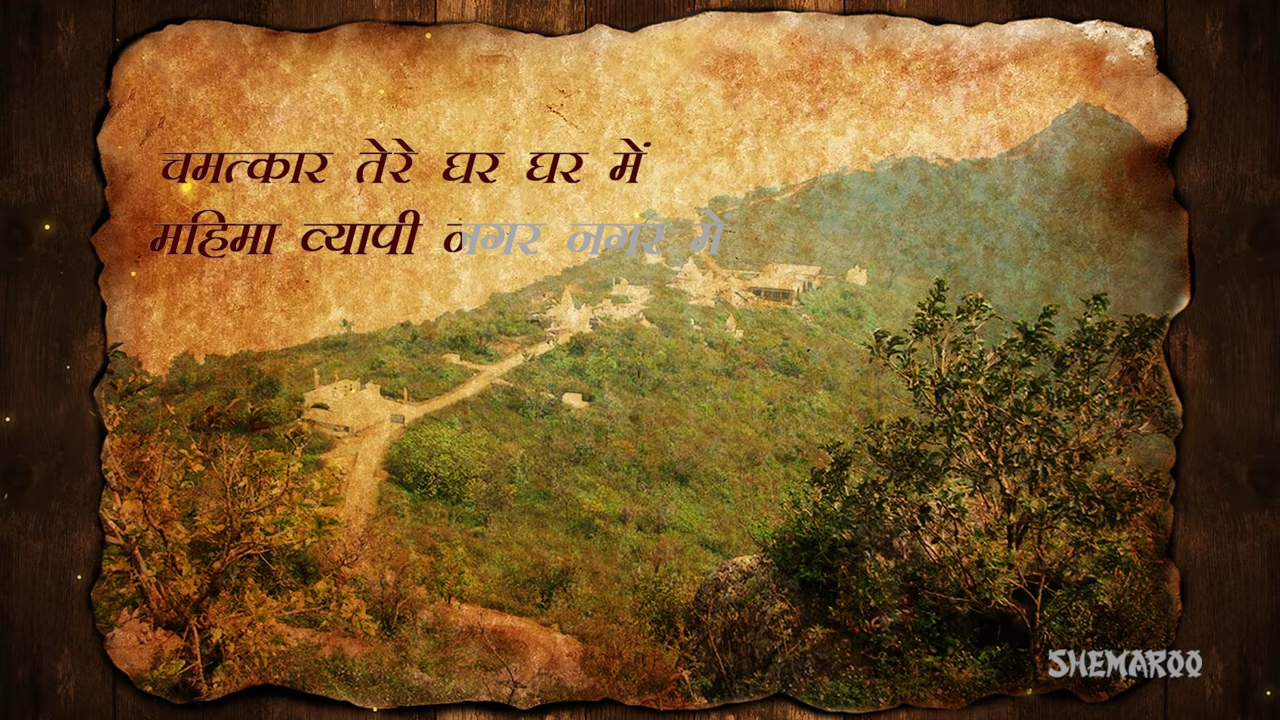 चमत्कार तेरे घर घर में
महिमा व्यापी नगर नगर में
SHEMAROO